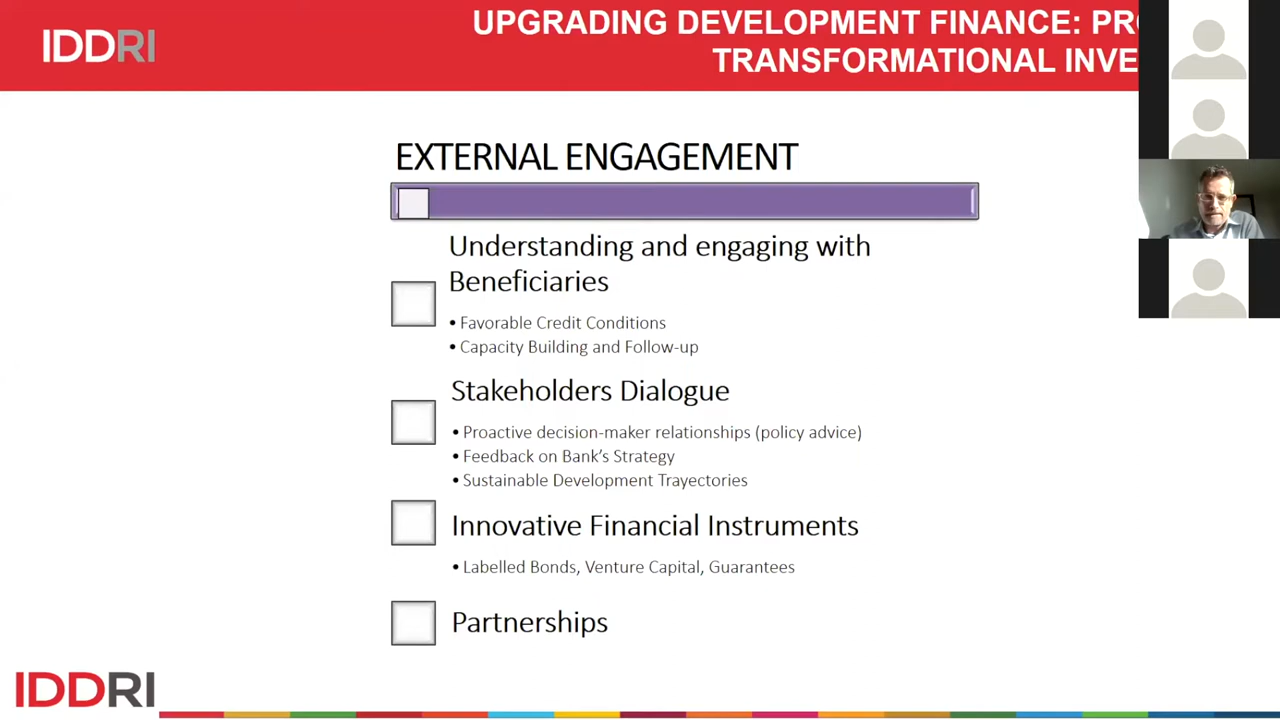 IDDRI
UPGRADING DEVELOPMENT FINANCE:
TRANSFORMATIONAL
EXTERNAL ENGAGEMENT
Understanding and engaging with
Beneficiaries
• Favorable Credit Conditions
• Capacity Building and Follow-up
Stakeholders Dialogue
• Proactive decision-maker relationships (policy advice)
• Feedback on Bank's Strategy
• Sustainable Development Trayectories
Innovative Financial Instruments
• Labelled Bonds, Venture Capital, Guarantees
Partnerships
IDDRI